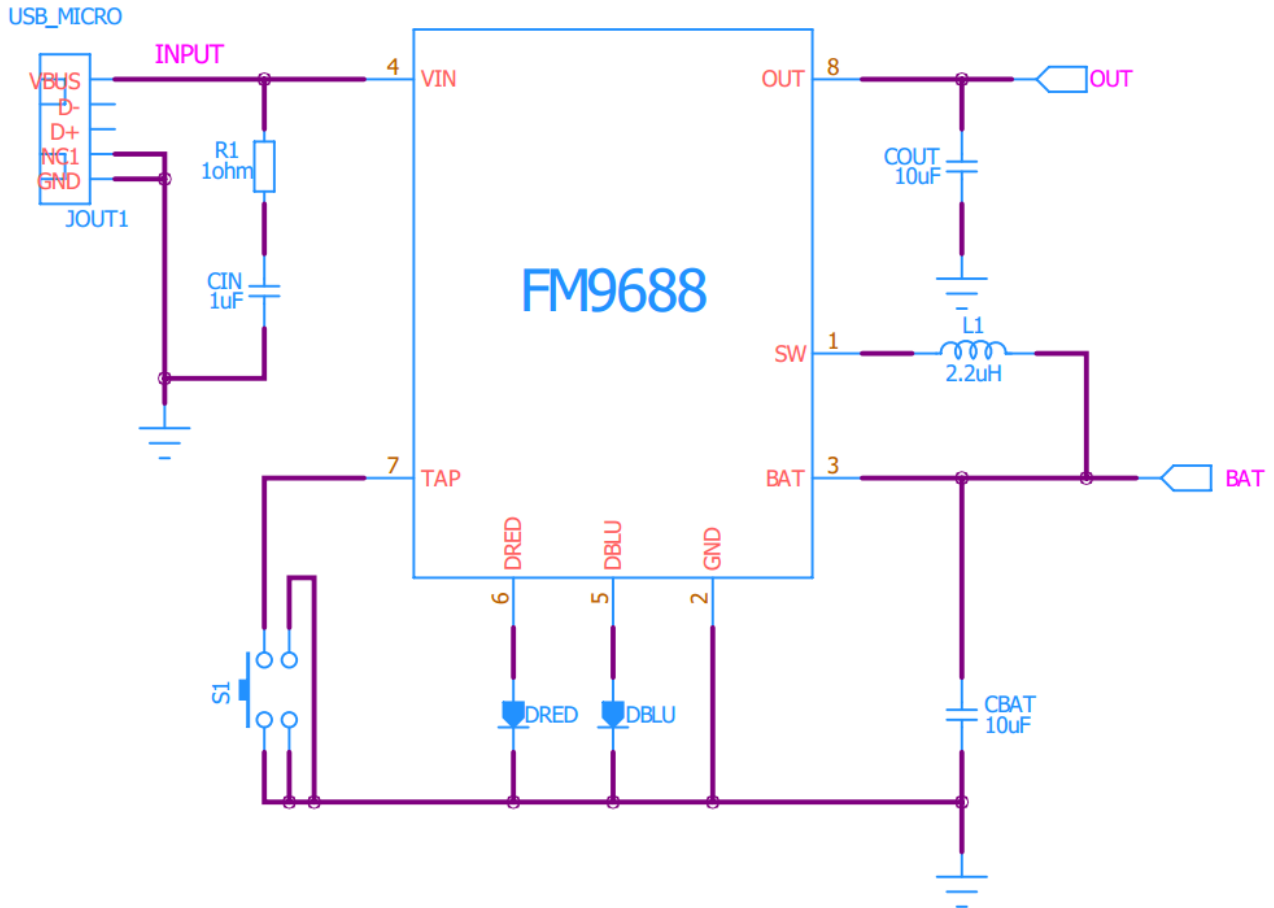 USB_MICRO
INPUT
VBUS
D-
D+
NC1
GND
JOUT1
R1
1ohm
CIN
1uF
4
VIN
OUT
8
OUT
COUT
10uF
FM9688
L1
2.2uH
SW
1
7
TAP
BAT
3
BAT
DRED
DBLU
GND
6
5
2
S1
DRED
DBLU
CBAT
10uF